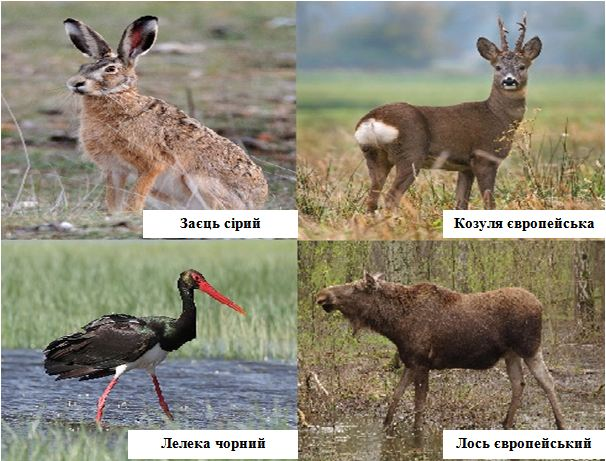 Заєць сірий
Козуля європейська
Лелека чорний
Лось європейський